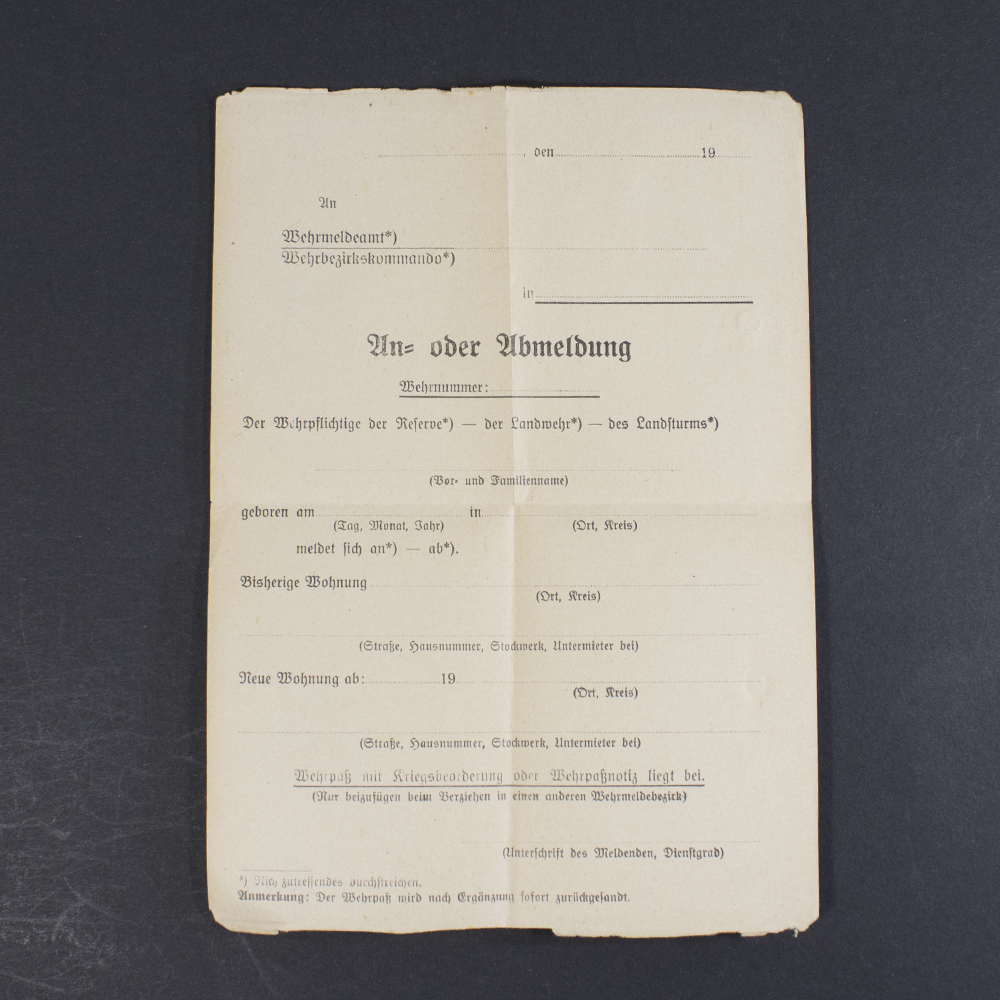 , den 19
An
Wehrmeldeamt*)
Wehrbezirkskommando*)
in
An= oder Abmeldung
Wehrnummer:
Der Wehrpflichtige der Reserve*) — der Landwehr*) — des Landsturms*)
(Vor= und Familienname)
geboren am in
(Tag, Monat, Jahr) (Ort, Kreis)
meldet sich an*) — ab*).
Bisherige Wohnung
(Ort, Kreis)
(Straße, Hausnummer, Stockwerk, Untermieter bei)
Neue Wohnung ab: 19
(Ort, Kreis)
(Straße, Hausnummer, Stockwerk, Untermieter bei)
Wehrpaß mit Kriegsbeorderung oder Wehrpaßnotiz liegt bei.
(Nur beizufügen beim Verziehen in einen anderen Wehrmeldebezirk)
(Unterschrift des Meldenden, Dienstgrad)
*) Nichtzutreffendes durchstreichen.
Anmerkung: Der Wehrpaß wird nach Ergänzung sofort zurückgesandt.